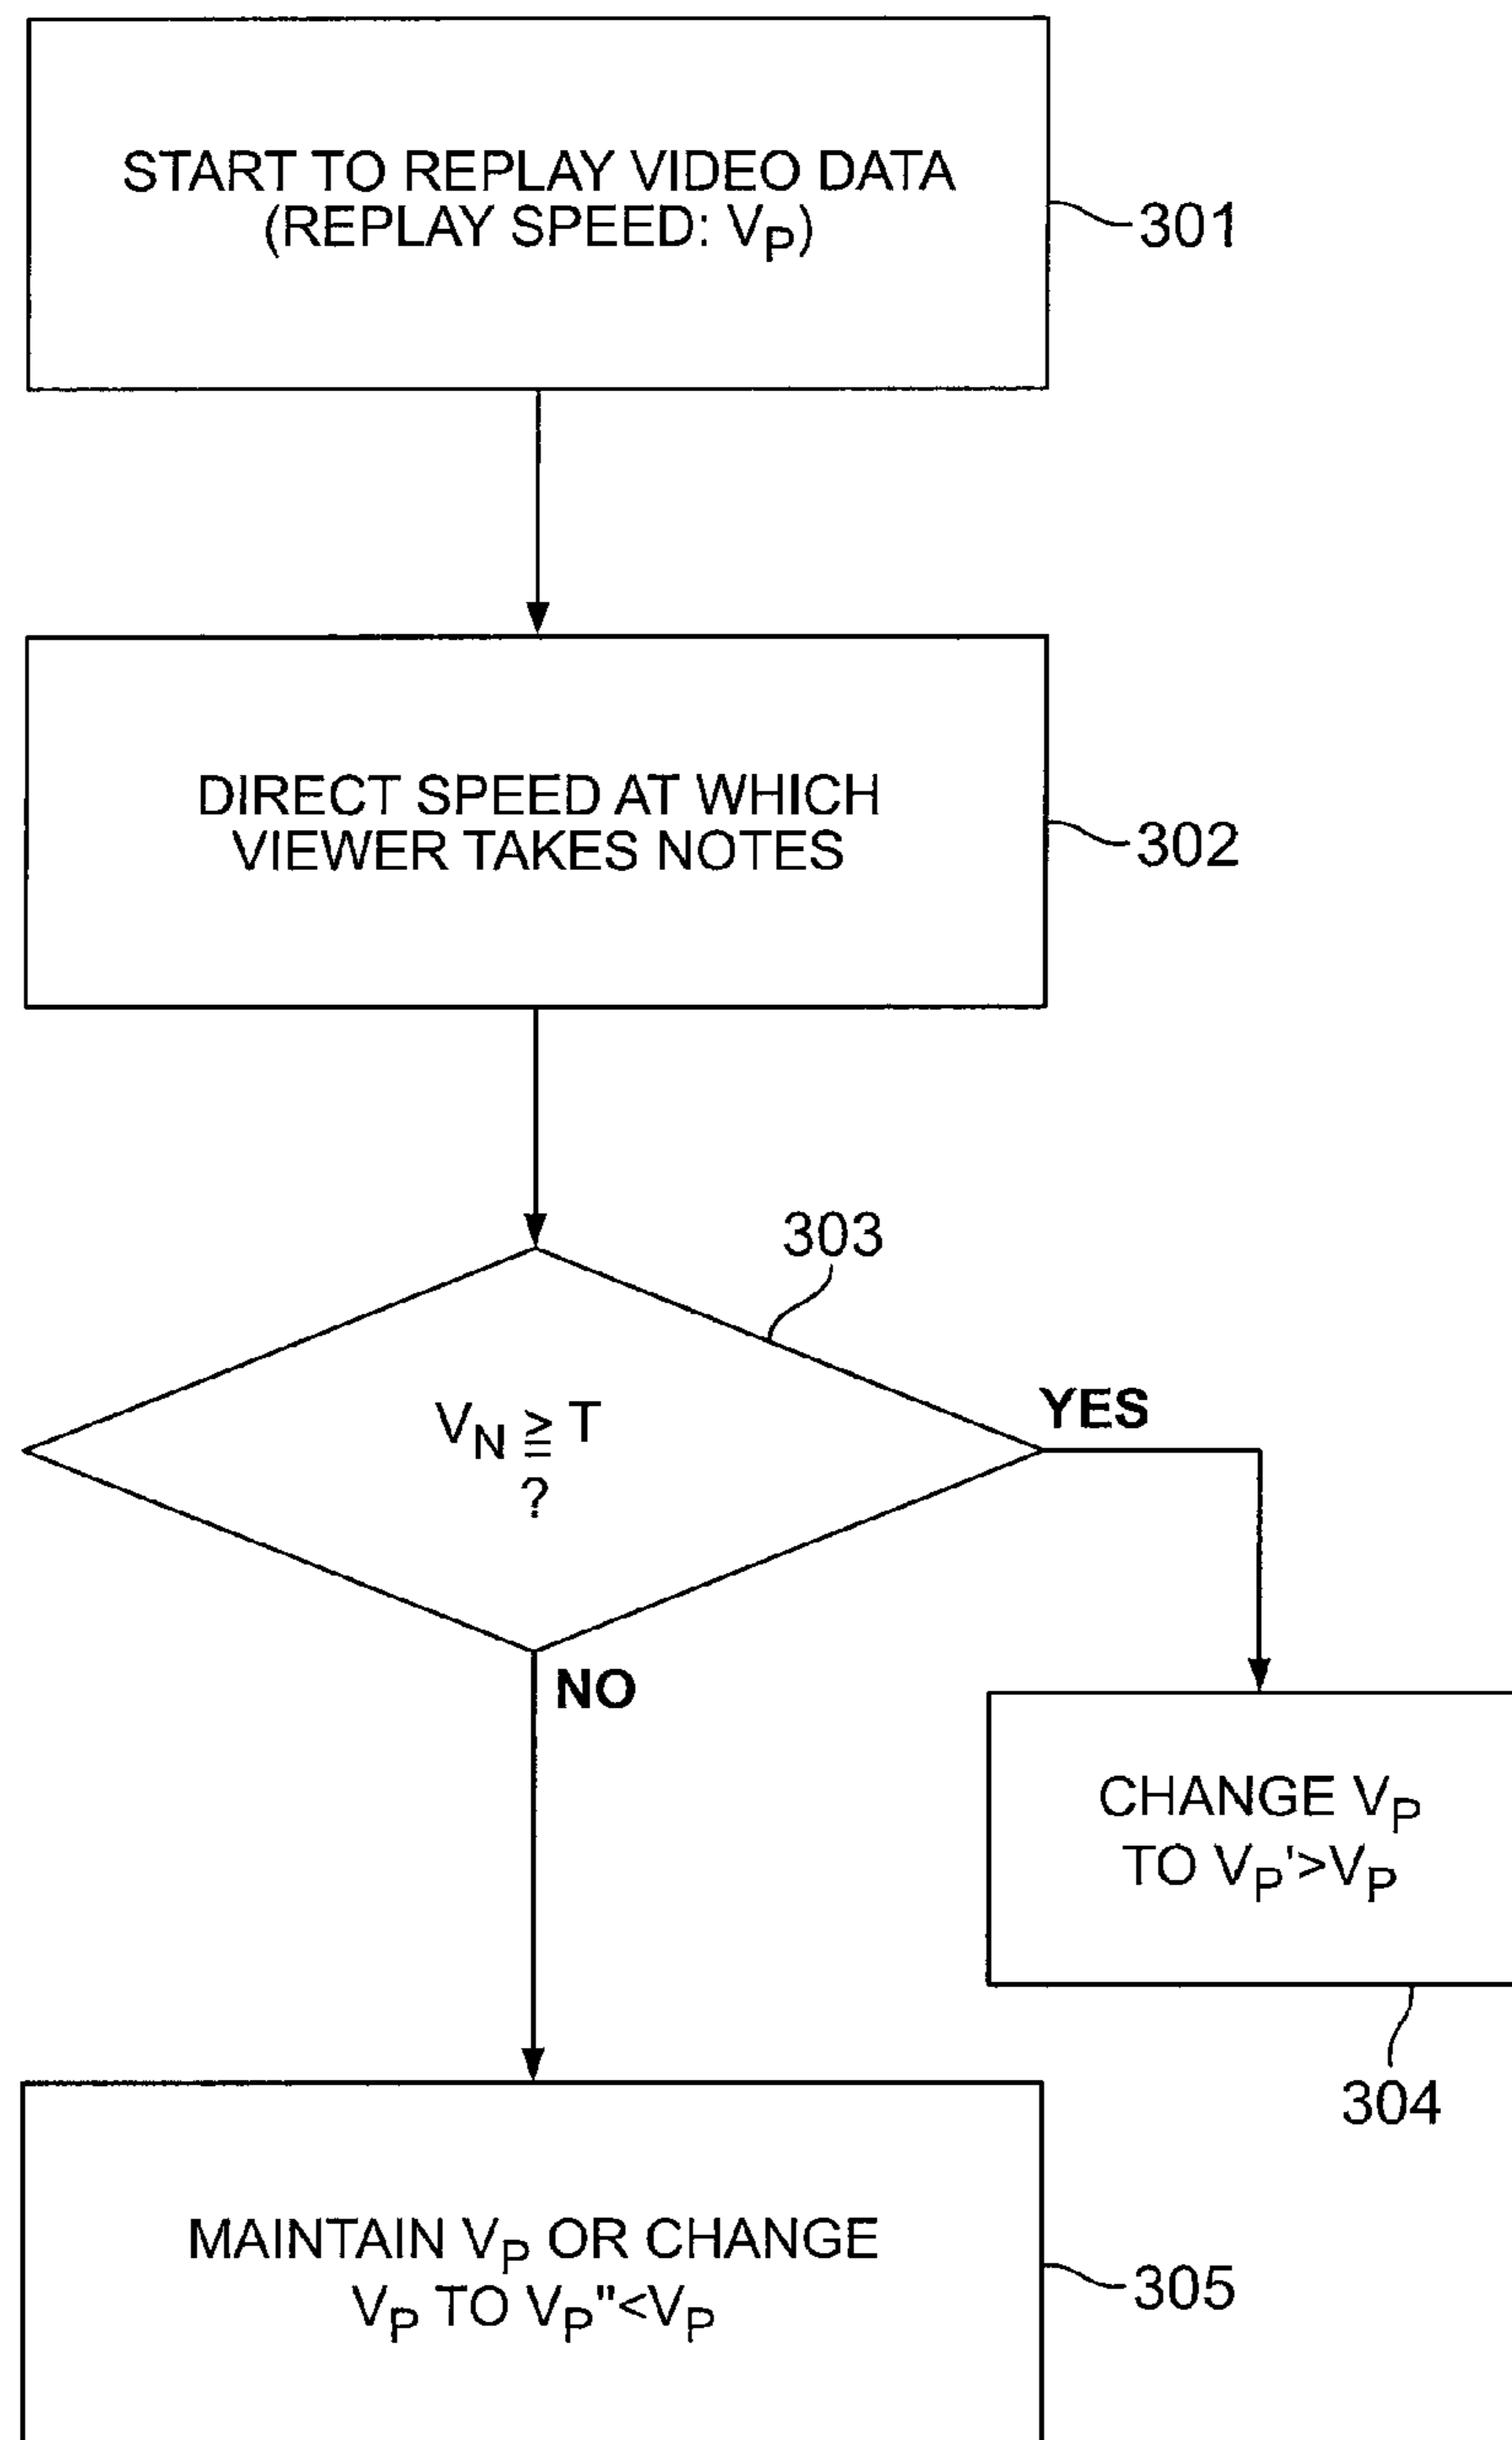 START TO REPLAY VIDEO DATA
(REPLAY SPEED: VP)
301
DIRECT SPEED AT WHICH
VIEWER TAKES NOTES
302
303
VN ≧ T
?
YES
NO
CHANGE VP
TO VP'>VP
304
MAINTAIN VP OR CHANGE
VP TO VP"<VP
305